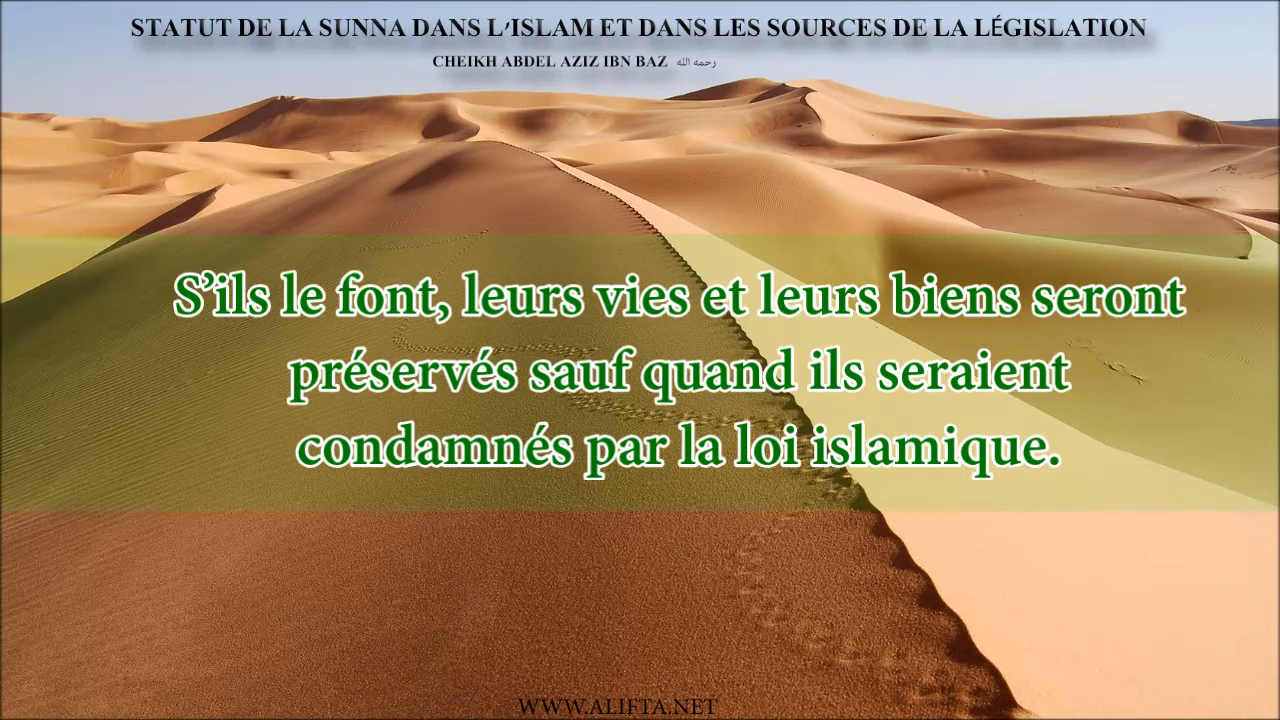 STATUT DE LA SUNNA DANS L'ISLAM ET DANS LES SOURCES DE LA LÉGISLATION
CHEIKH ABDEL AZIZ IBN BAZ رحمه الله
S’ils le font, leurs vies et leurs biens seront
préservés sauf quand ils seraient
condamnés par la loi islamique.
WWW.ALIFTA.NET